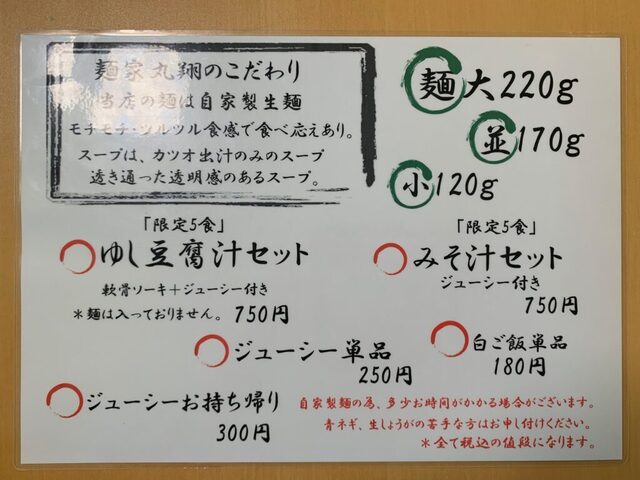 麺家丸翔のこだわり
当店の麺は自家製生麺
モチモチ・ツルツル食感で食べ応えあり。
スープは、カツオ出汁のみのスープ
透き通った透明感のあるスープ。
麺 大220g
並170g
小120g
「限定5食」
ゆし豆腐汁セット
軟骨ソーキ+ジューシー付き
*麺は入っておりません。 750円
「限定5食」
みそ汁セット
ジューシー付き
750円
ジューシー単品
250円
白ご飯単品
180円
ジューシーお持ち帰り
300円
自家製麺の為、多少お時間がかかる場合がございます。
青ネギ、生しょうがの苦手な方はお申し付けください。
*全て税込の値段になります。